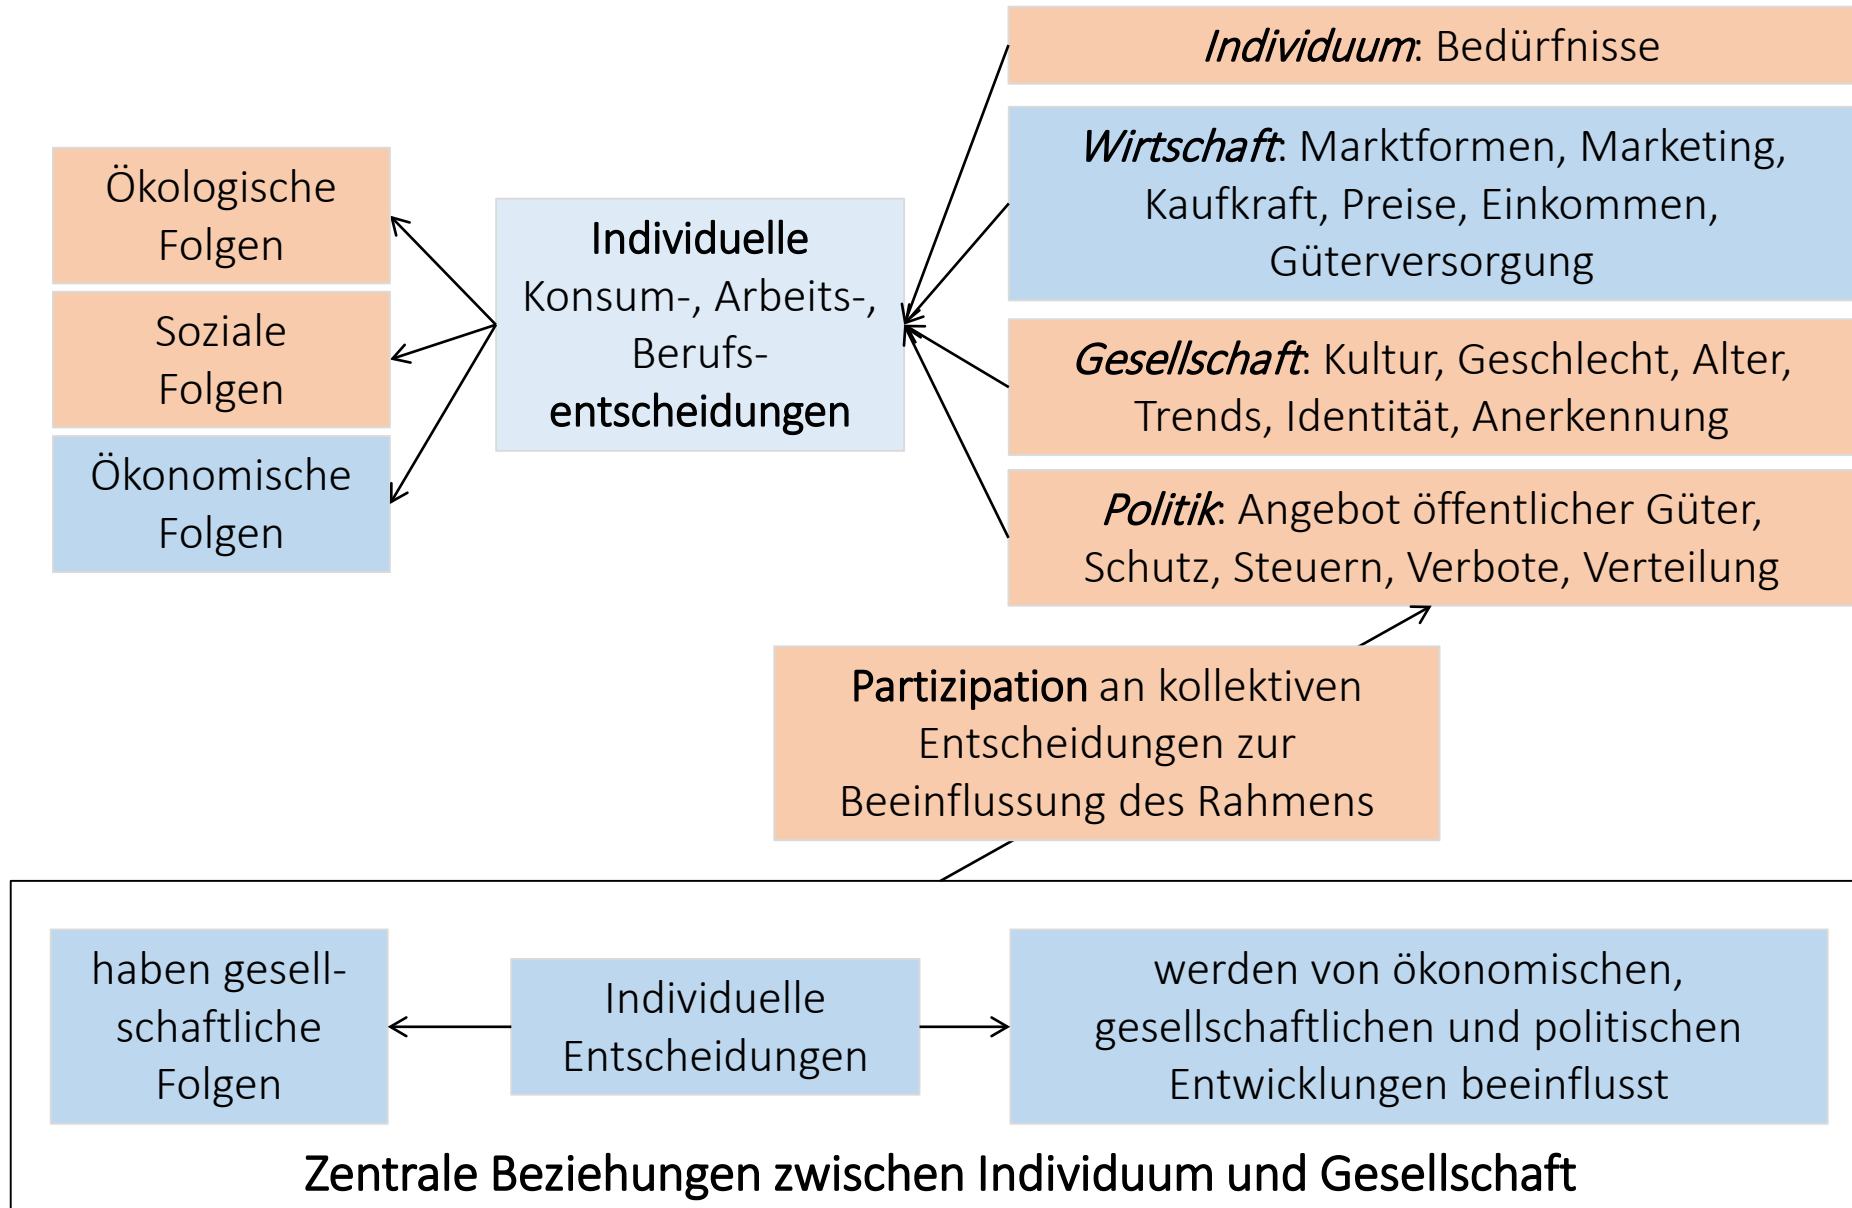 Individuum: Bedürfnisse
Wirtschaft: Marktformen, Marketing,
Kaufkraft, Preise, Einkommen,
Güterversorgung
Gesellschaft: Kultur, Geschlecht, Alter,
Trends, Identität, Anerkennung
Politik: Angebot öffentlicher Güter,
Schutz, Steuern, Verbote, Verteilung
Individuelle
Konsum-, Arbeits-,
Berufs-
entscheidungen
Ökologische
Folgen
Soziale
Folgen
Ökonomische
Folgen
Partizipation an kollektiven
Entscheidungen zur
Beeinflussung des Rahmens
haben gesell-
schaftliche
Folgen
Individuelle
Entscheidungen
werden von ökonomischen,
gesellschaftlichen und politischen
Entwicklungen beeinflusst
Zentrale Beziehungen zwischen Individuum und Gesellschaft